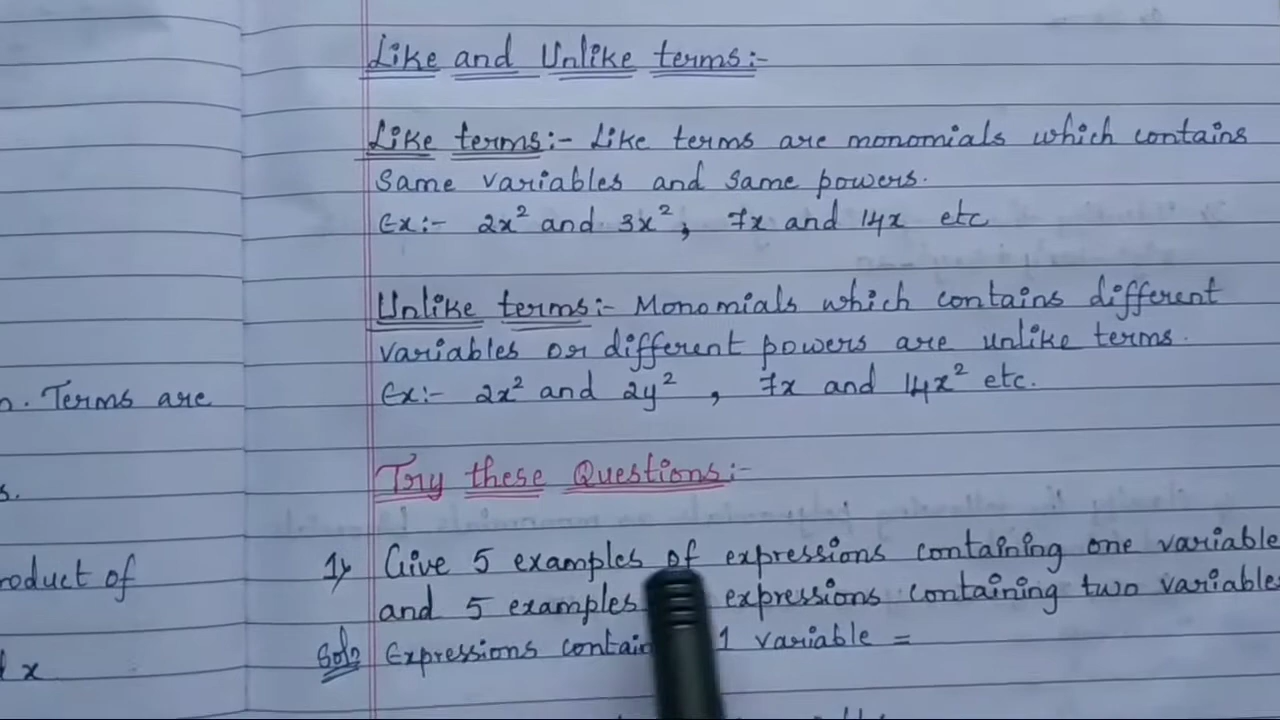 Like and Unlike terms:-
Like terms:- Like terms are monomials which contains
same variables and same powers.
Ex:- 2x² and 3x², 7x and 14x etc
Unlike terms:- Monomials which contains different
variables or different powers are unlike terms.
Ex:- 2x² and 2y², 7x and 14x² etc.
n. Terms are
Try these Questions:-
s.
1) Give 5 examples of expressions containing one variable
roduct of
and 5 examples expressions containing two variable
Soln Expressions contain 1 variable =
x